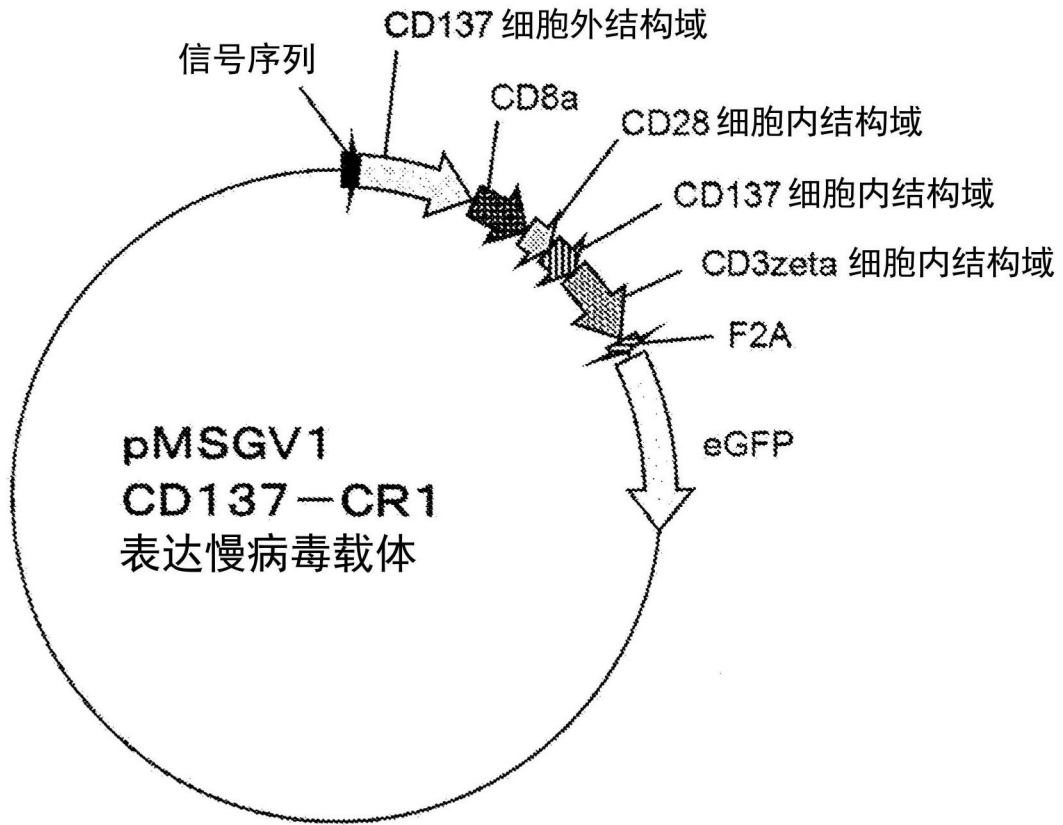 CD137 细胞外结构域
信号序列
CD8a
CD28 细胞内结构域
CD137 细胞内结构域
CD3zeta 细胞内结构域
F2A
eGFP
pMSGV1
CD137－CR1
表达慢病毒载体